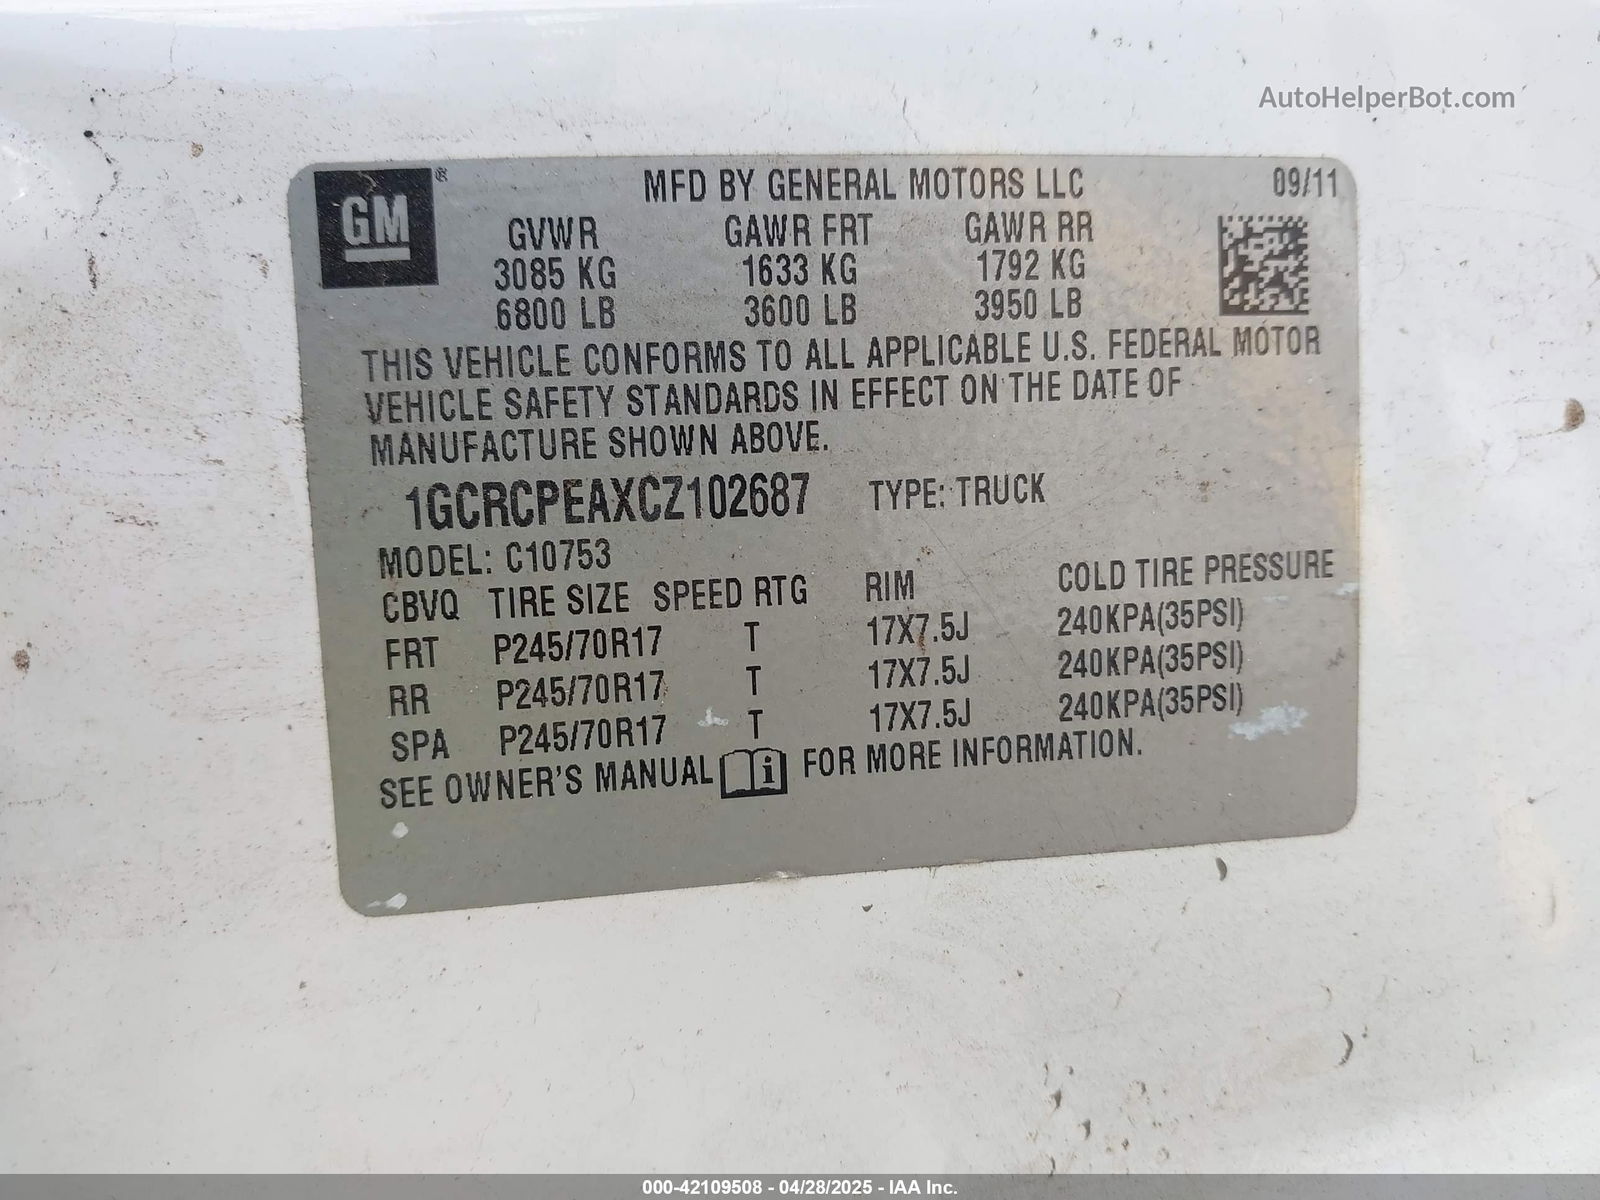 AutoHelperBot.com
GM ®
MFD BY GENERAL MOTORS LLC 09/11
GVWR GAWR FRT GAWR RR
3085 KG 1633 KG 1792 KG
6800 LB 3600 LB 3950 LB
THIS VEHICLE CONFORMS TO ALL APPLICABLE U.S. FEDERAL MOTOR
VEHICLE SAFETY STANDARDS IN EFFECT ON THE DATE OF
MANUFACTURE SHOWN ABOVE.
1GCRCPEAXCZ102687 TYPE: TRUCK
MODEL: C10753
CBVQ TIRE SIZE SPEED RTG RIM COLD TIRE PRESSURE
FRT P245/70R17 T 17X7.5J 240KPA(35PSI)
RR P245/70R17 T 17X7.5J 240KPA(35PSI)
SPA P245/70R17 T 17X7.5J 240KPA(35PSI)
SEE OWNER'S MANUAL i FOR MORE INFORMATION.
000-42109508 - 04/28/2025 - IAA Inc.